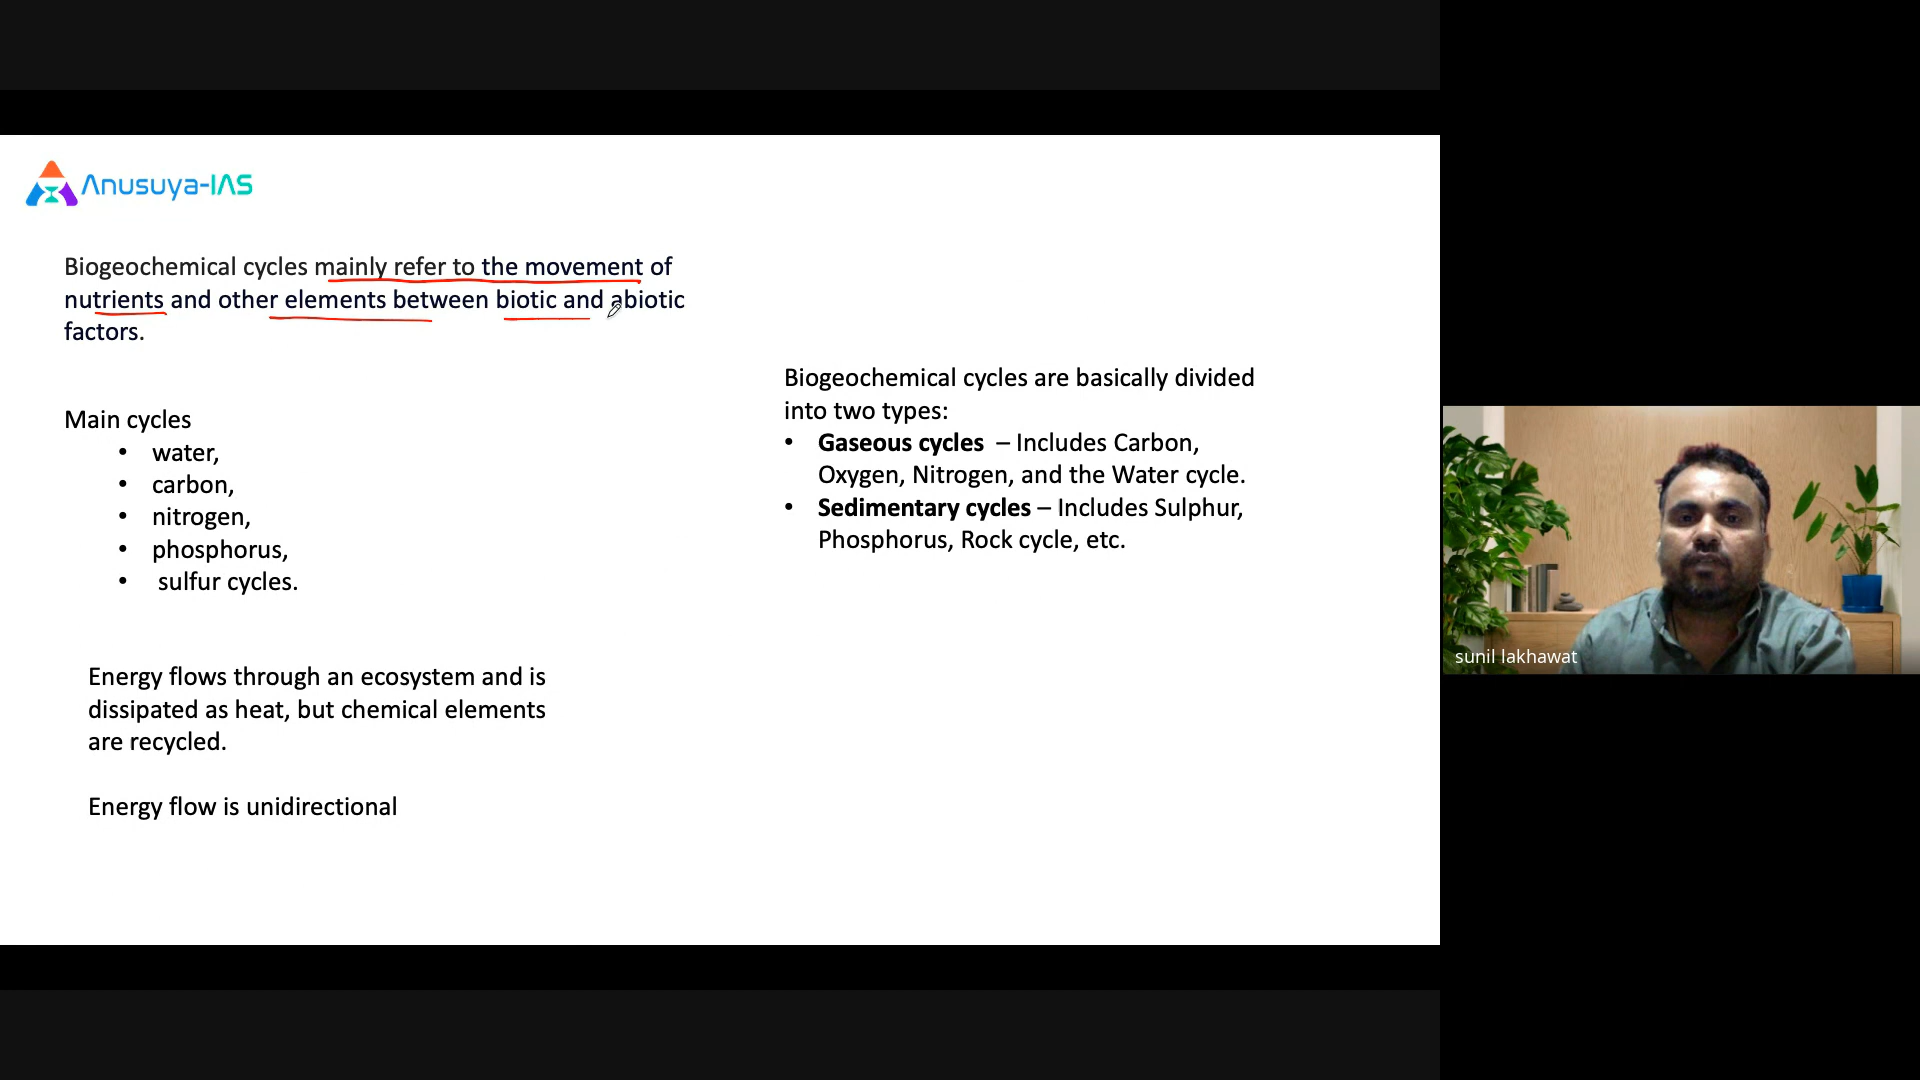 Anusuya-IAS
Biogeochemical cycles mainly refer to the movement of
nutrients and other elements between biotic and abiotic
factors.
Main cycles
• water,
• carbon,
• nitrogen,
• phosphorus,
• sulfur cycles.
Energy flows through an ecosystem and is
dissipated as heat, but chemical elements
are recycled.
Energy flow is unidirectional
Biogeochemical cycles are basically divided
into two types:
• Gaseous cycles – Includes Carbon,
Oxygen, Nitrogen, and the Water cycle.
• Sedimentary cycles – Includes Sulphur,
Phosphorus, Rock cycle, etc.
sunil lakhawat